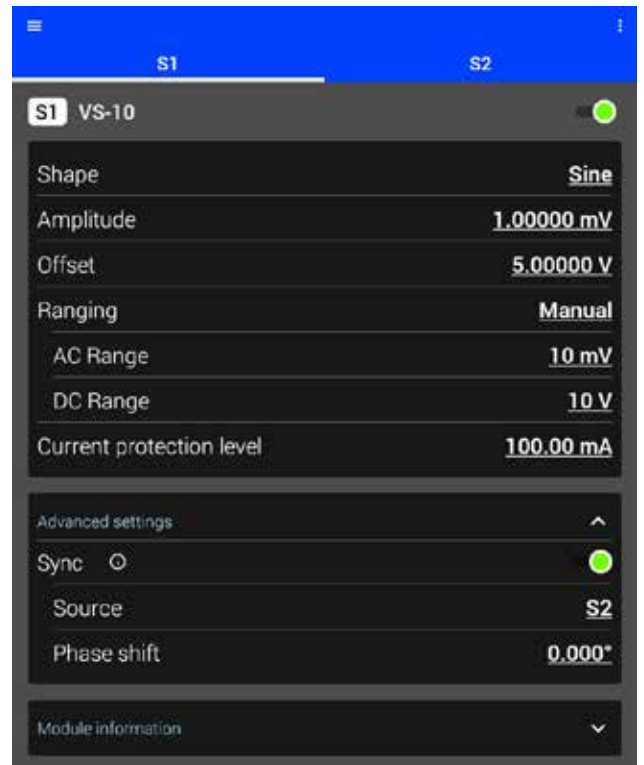 S1 S2
S1 VS-10
Shape Sine
Amplitude 1.00000 mV
Offset 5.00000 V
Ranging Manual
AC Range 10 mV
DC Range 10 V
Current protection level 100.00 mA
Advanced settings
Sync
Source S2
Phase shift 0.000°
Module information